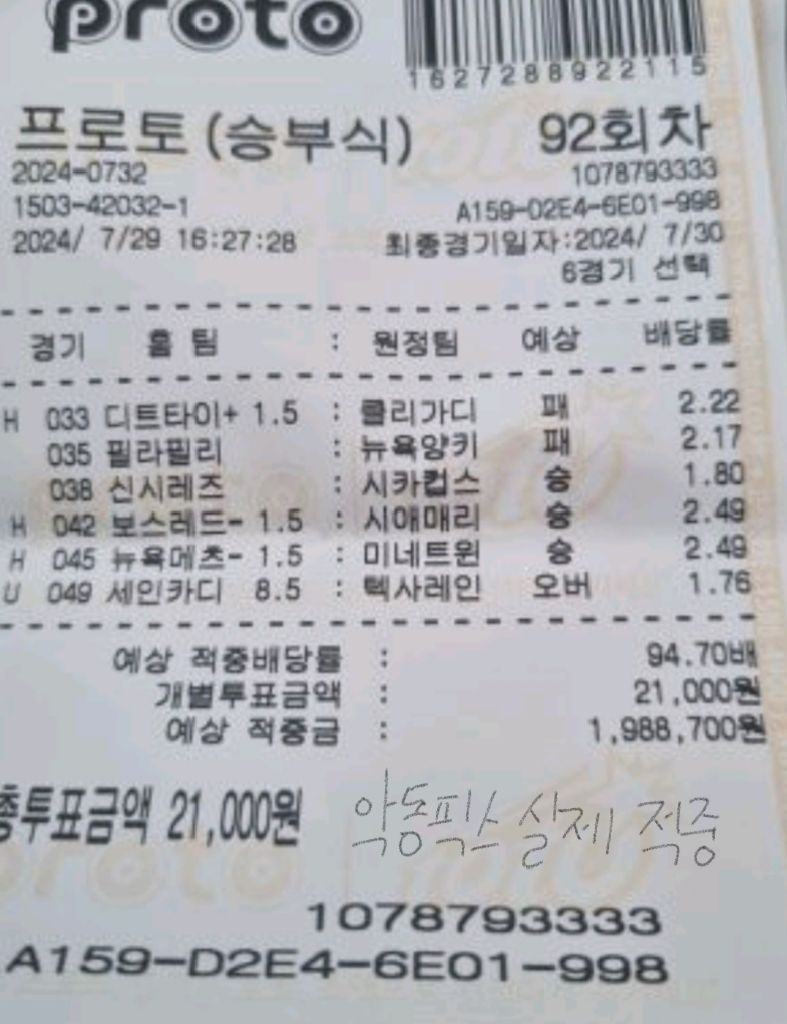 proto
1627288922115
프로토(승부식) 92회차
2024-0732 1078793333
1503-42032-1 A159-02E4-6E01-998
2024/ 7/29 16:27:28 최종경기일자:2024/ 7/30
6경기 선택
경기 홈 팀 : 원정팀 예상 배당률
H 033 디트타이+ 1.5 : 클리가디 패 2.22
035 필라필리 : 뉴욕양키 패 2.17
038 신시레즈 : 시카컵스 승 1.80
H 042 보스레드- 1.5 : 시애매리 승 2.49
H 045 뉴욕메츠- 1.5 : 미네트윈 승 2.49
U 049 세인카디 8.5 : 텍사레인 오버 1.76
예상 적중배당률 : 94.70배
개별투표금액 : 21,000원
예상 적중금 : 1,988,700원
총투표금액 21,000원 악동픽스 실제 적중
1078793333
A159-D2E4-6E01-998